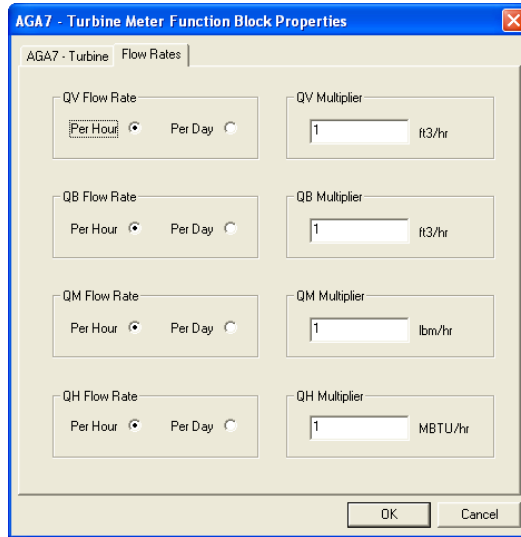 AGA7 - Turbine Meter Function Block Properties
AGA7 - Turbine Flow Rates
QV Flow Rate QV Multiplier
Per Hour Per Day 1 ft3/hr
QB Flow Rate QB Multiplier
Per Hour Per Day 1 ft3/hr
QM Flow Rate QM Multiplier
Per Hour Per Day 1 lbm/hr
QH Flow Rate QH Multiplier
Per Hour Per Day 1 MBTU/hr
OK Cancel